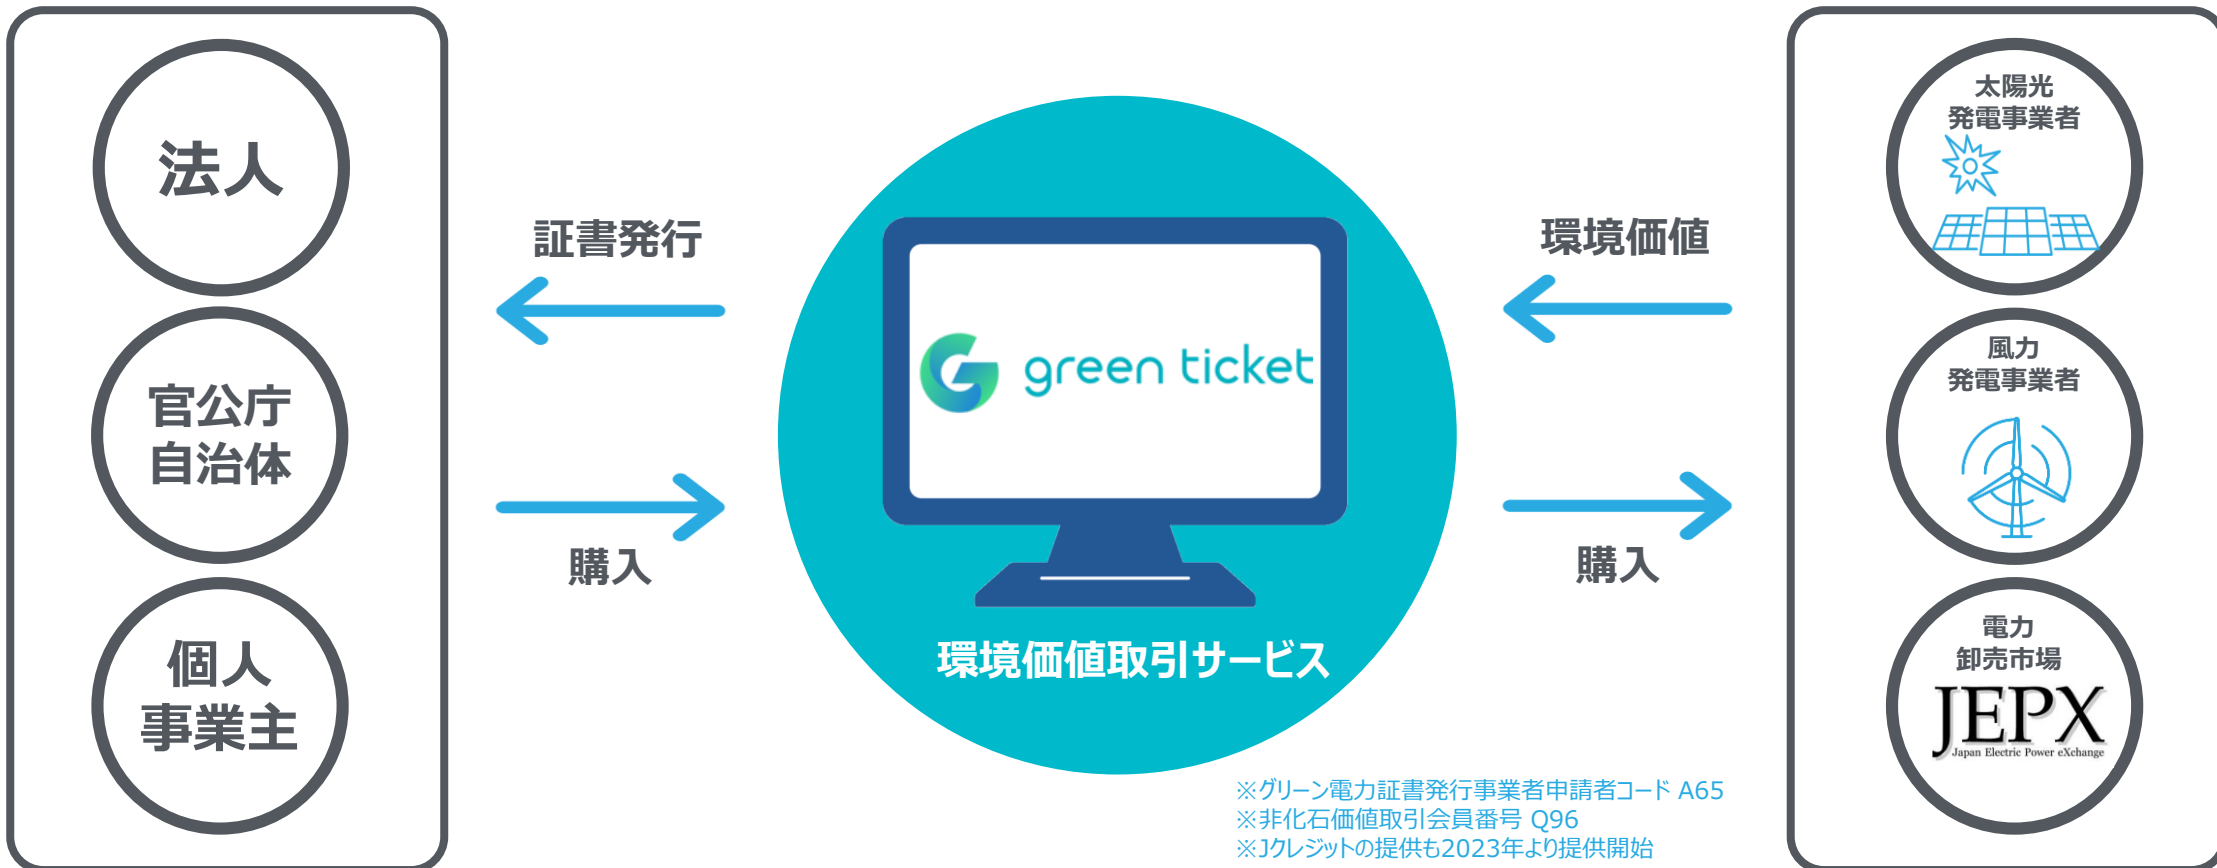 法人
官公庁
自治体
個人
事業主
証書発行
購入
green ticket
環境価値取引サービス
環境価値
購入
太陽光
発電事業者
風力
発電事業者
電力
卸売市場
JEPX
Japan Electric Power eXchange
※グリーン電力証書発行事業者申請者コード A65
※非化石価値取引会員番号 Q96
※Jクレジットの提供も2023年より提供開始